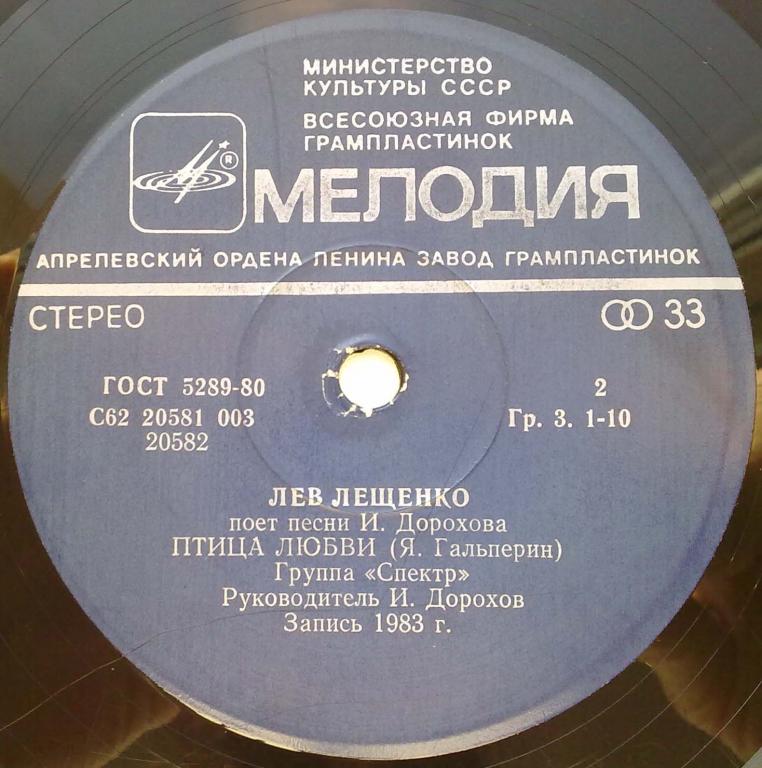 МИНИСТЕРСТВО
КУЛЬТУРЫ СССР
ВСЕСОЮЗНАЯ ФИРМА
ГРАМПЛАСТИНОК
®
МЕЛОДИЯ
АПРЕЛЕВСКИЙ ОРДЕНА ЛЕНИНА ЗАВОД ГРАМПЛАСТИНОК
СТЕРЕО 33
ГОСТ 5289-80 2
С62 20581 003 Гр. 3. 1-10
20582
ЛЕВ ЛЕЩЕНКО
поет песни И. Дорохова
ПТИЦА ЛЮБВИ (Я. Гальперин)
Группа «Спектр»
Руководитель И. Дорохов
Запись 1983 г.